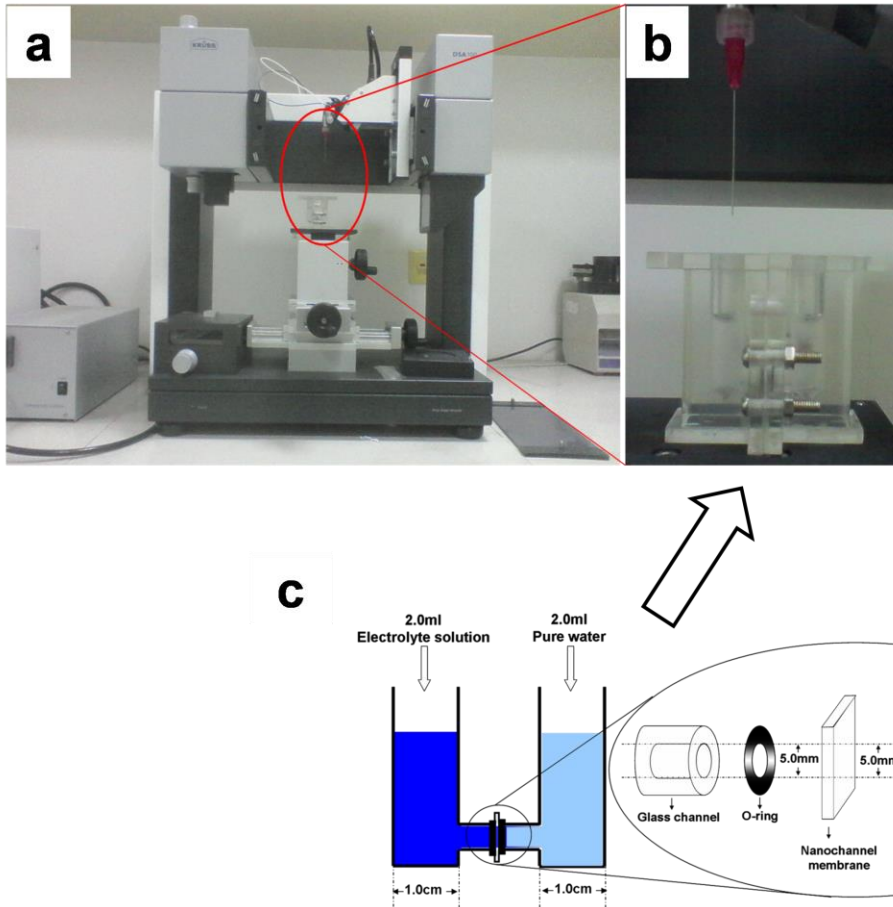 a
b
KRÜSS
c
2.0ml
Electrolyte solution
2.0ml
Pure water
5.0mm
5.0mm
Glass channel
O-ring
Nanochannel
membrane
1.0cm
1.0cm